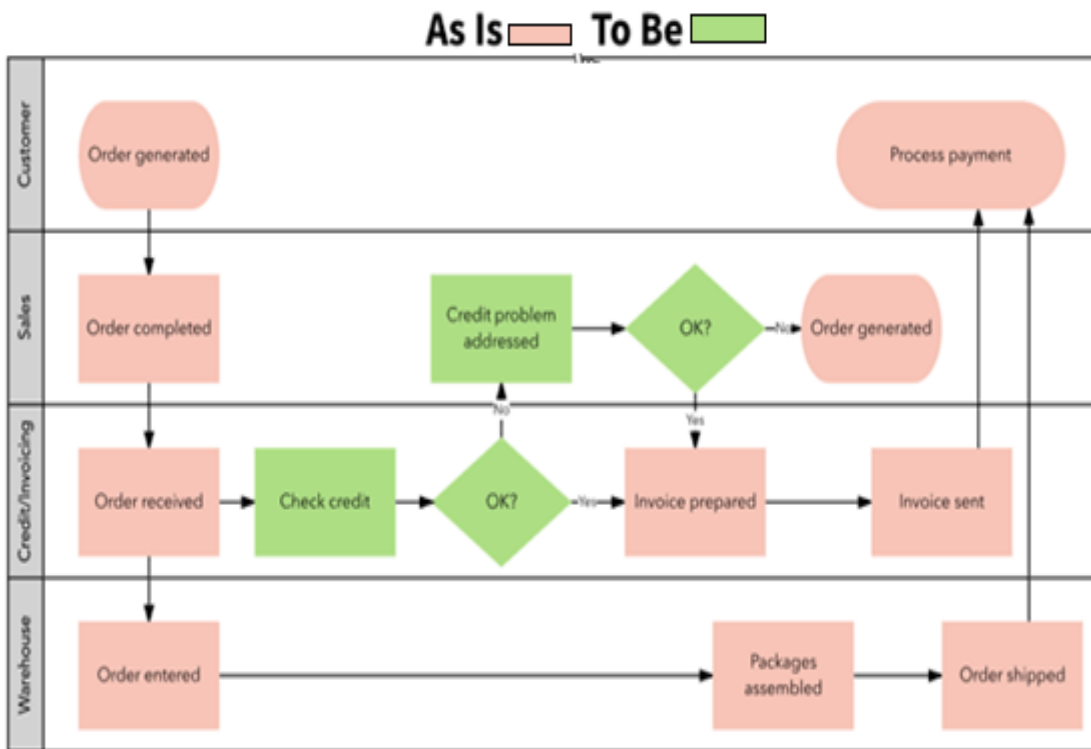 As Is To Be
Customer
Order generated
Process payment
Sales
Order completed
Credit problem
addressed
OK?
No
Order generated
No
Yes
Credit/Invoicing
Order received
Check credit
OK?
Yes
Invoice prepared
Invoice sent
Warehouse
Order entered
Packages
assembled
Order shipped